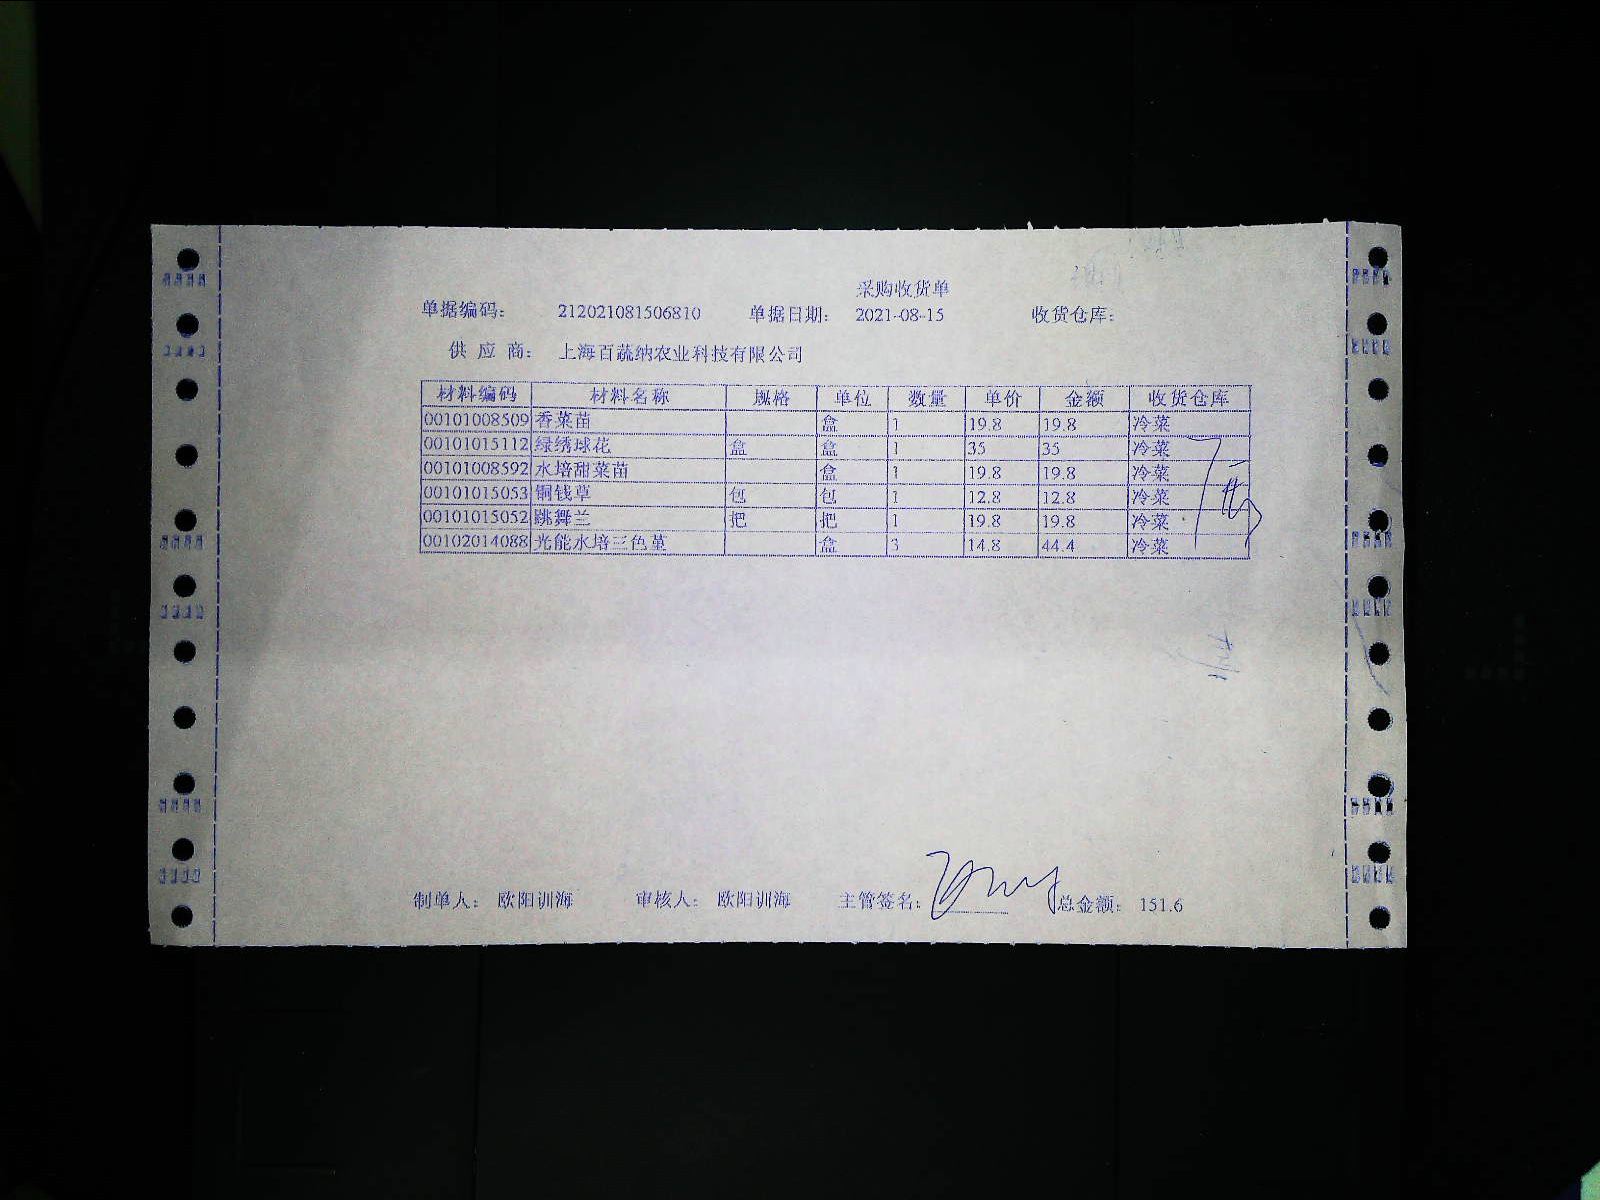 采购收货单
单据编码： 212021081506810 单据日期： 2021-08-15 收货仓库：
供 应 商： 上海百蔬纳农业科技有限公司
材料编码 材料名称 规格 单位 数量 单价 金额 收货仓库
00101008509 香菜苗 盒 1 19.8 19.8 冷菜
00101015112 绿绣球花 盒 盒 1 35 35 冷菜
00101008592 水培甜菜苗 盒 1 19.8 19.8 冷菜
00101015053 铜钱草 包 包 1 12.8 12.8 冷菜
00101015052 跳舞兰 把 把 1 19.8 19.8 冷菜
00102014088 光能水培三色堇 盒 3 14.8 44.4 冷菜
制单人： 欧阳训海 审核人： 欧阳训海 主管签名： 总金额： 151.6